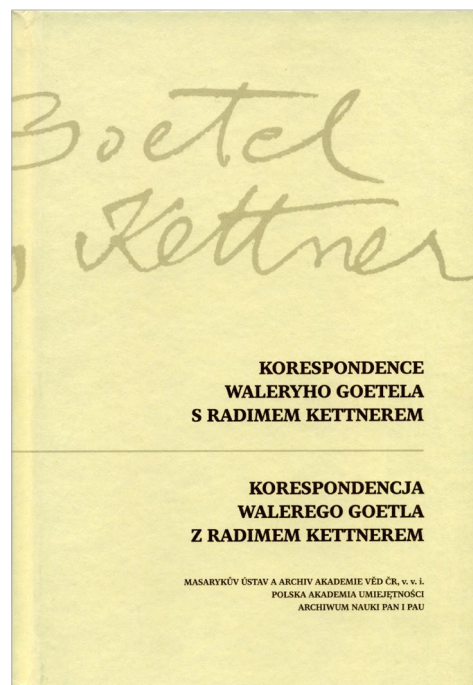 Goetel
Kettner
KORESPONDENCE
WALERYHO GOETELA
S RADIMEM KETTNEREM
KORESPONDENCJA
WALEREGO GOETLA
Z RADIMEM KETTNEREM
MASARYKŮV ÚSTAV A ARCHIV AKADEMIE VĚD ČR, v. v. i.
POLSKA AKADEMIA UMIEJĘTNOŚCI
ARCHIWUM NAUKI PAN I PAU